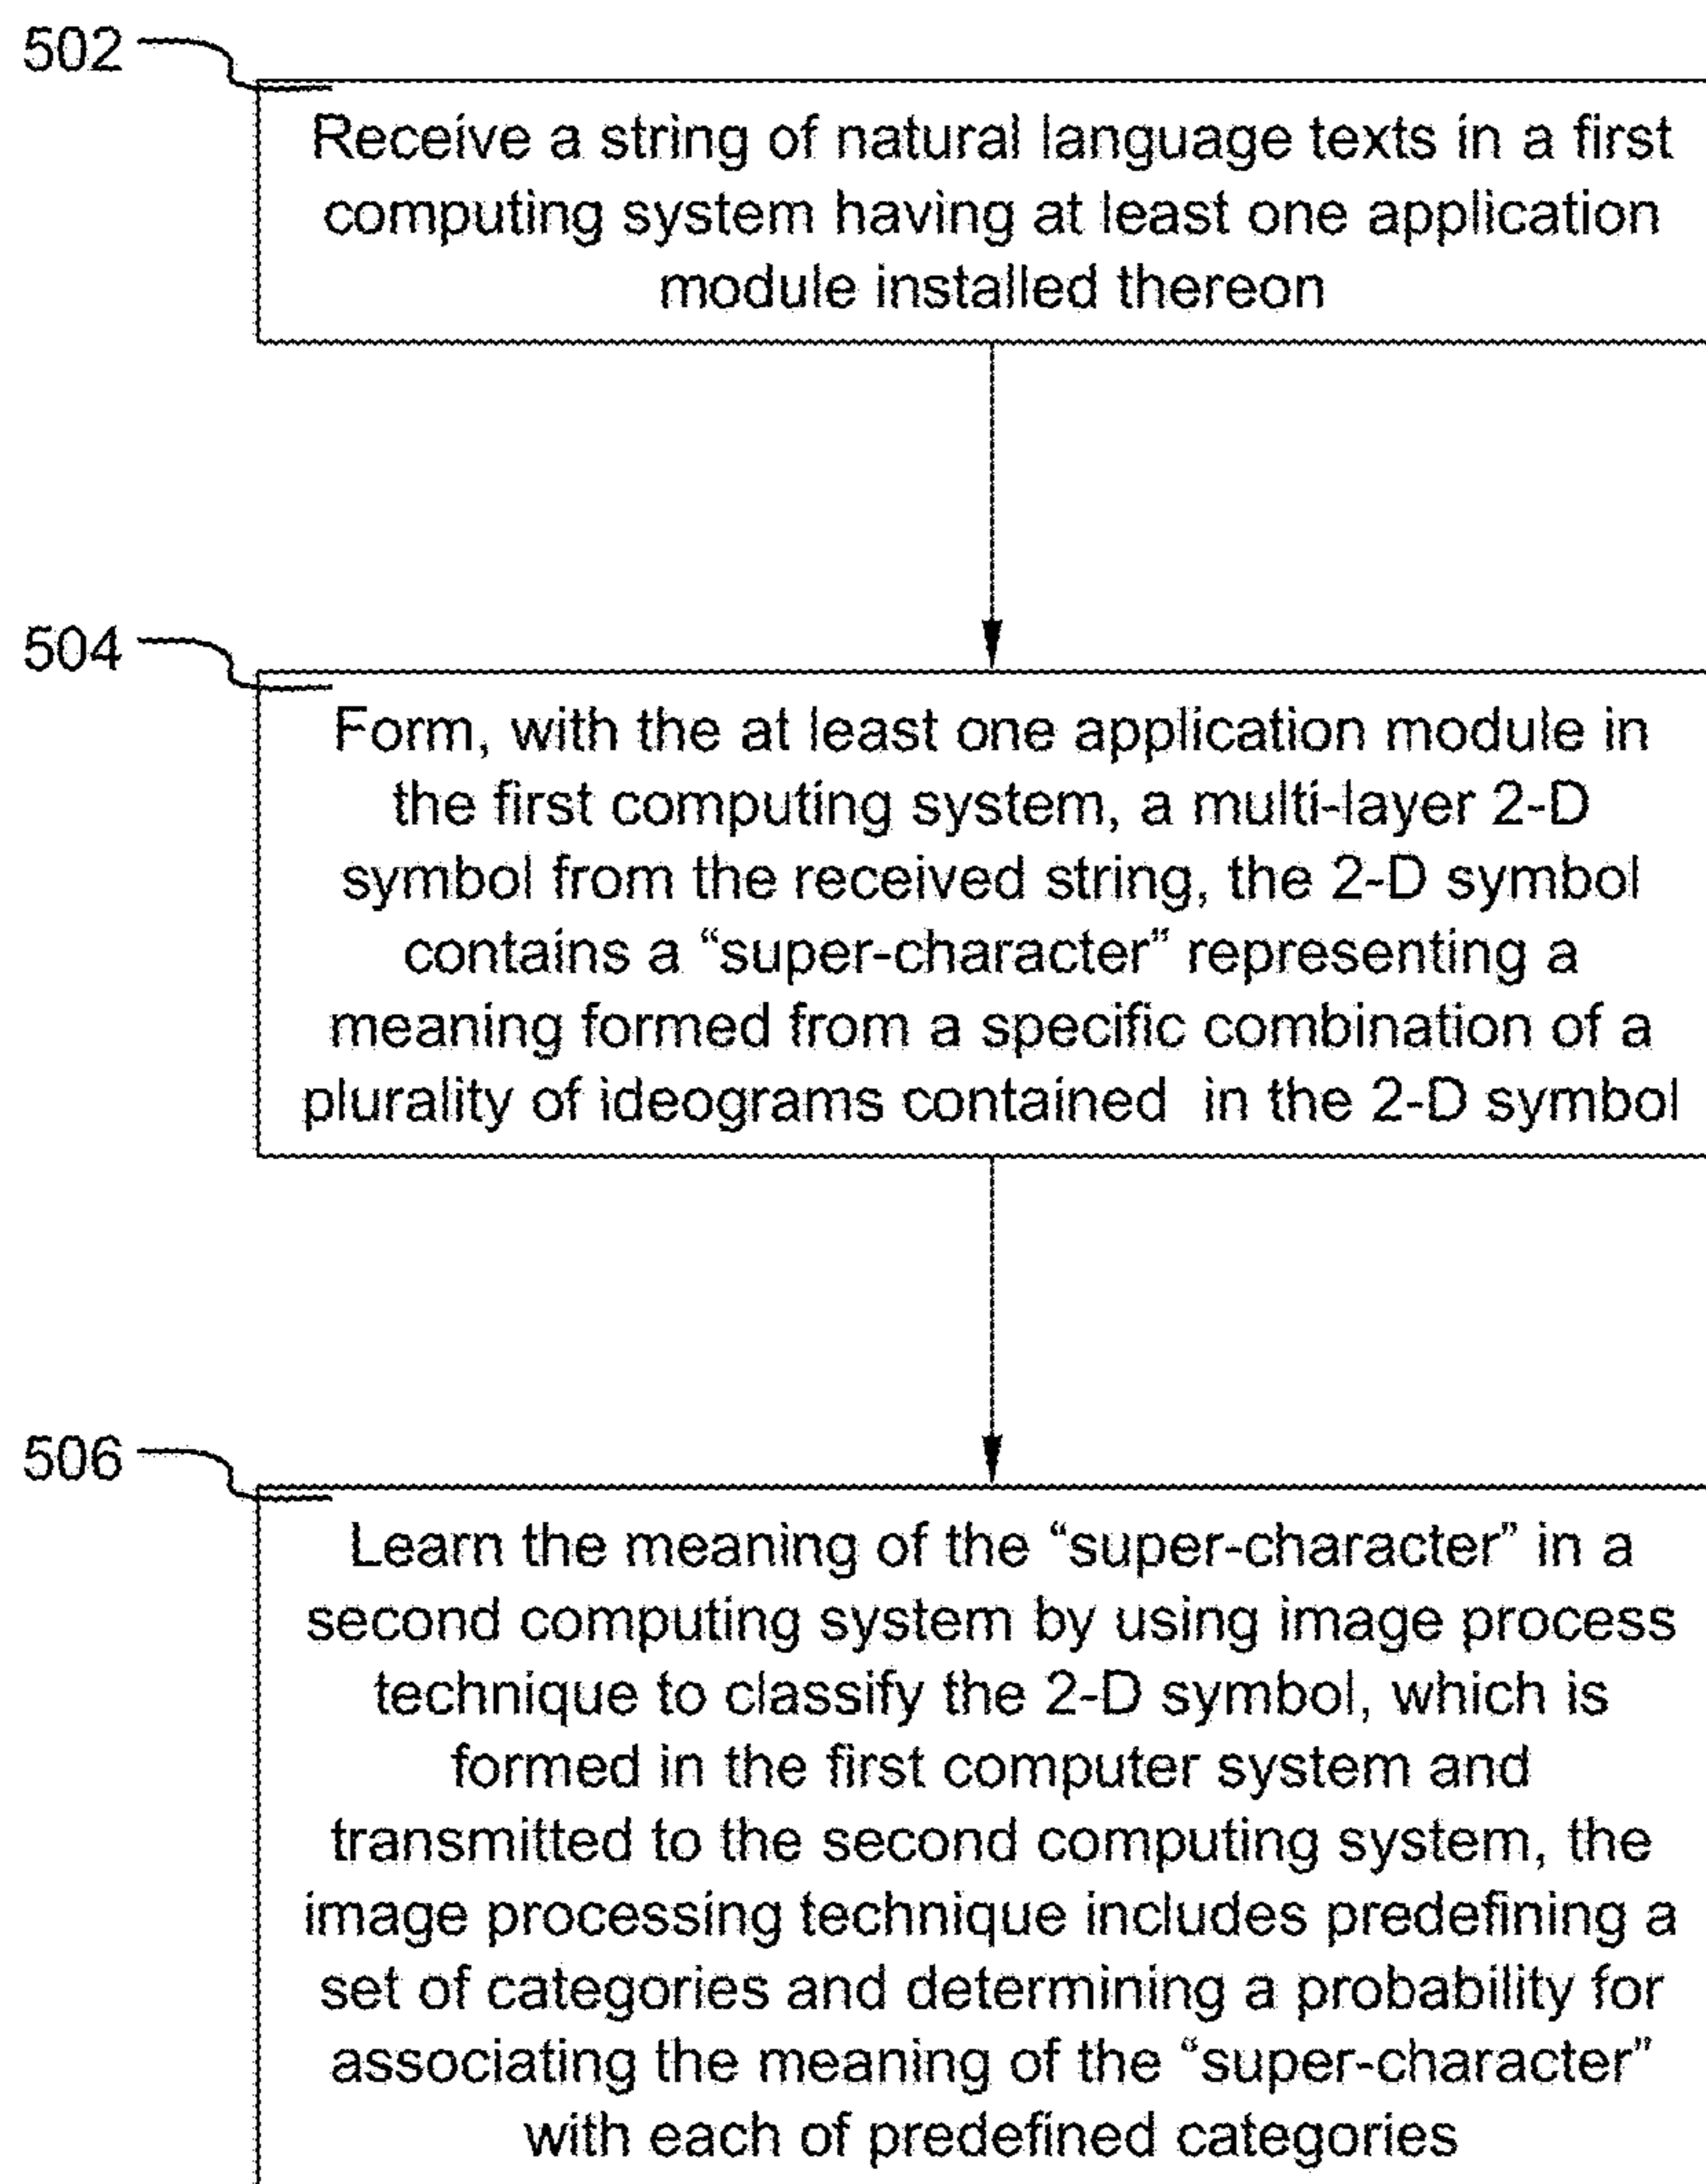 502
Receive a string of natural language texts in a first
computing system having at least one application
module installed thereon
504
Form, with the at least one application module in
the first computing system, a multi-layer 2-D
symbol from the received string, the 2-D symbol
contains a “super-character” representing a
meaning formed from a specific combination of a
plurality of ideograms contained in the 2-D symbol
506
Learn the meaning of the “super-character” in a
second computing system by using image process
technique to classify the 2-D symbol, which is
formed in the first computer system and
transmitted to the second computing system, the
image processing technique includes predefining a
set of categories and determining a probability for
associating the meaning of the “super-character”
with each of predefined categories